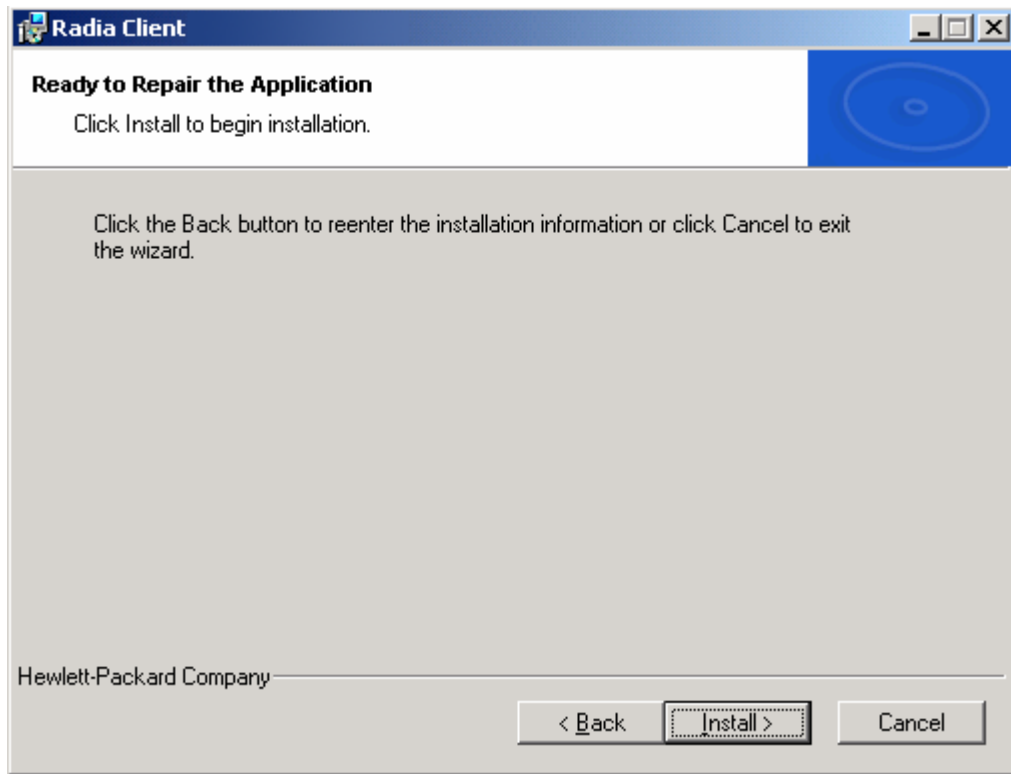 Radia Client
Ready to Repair the Application
Click Install to begin installation.
Click the Back button to reenter the installation information or click Cancel to exit
the wizard.
Hewlett-Packard Company
< Back
Install >
Cancel